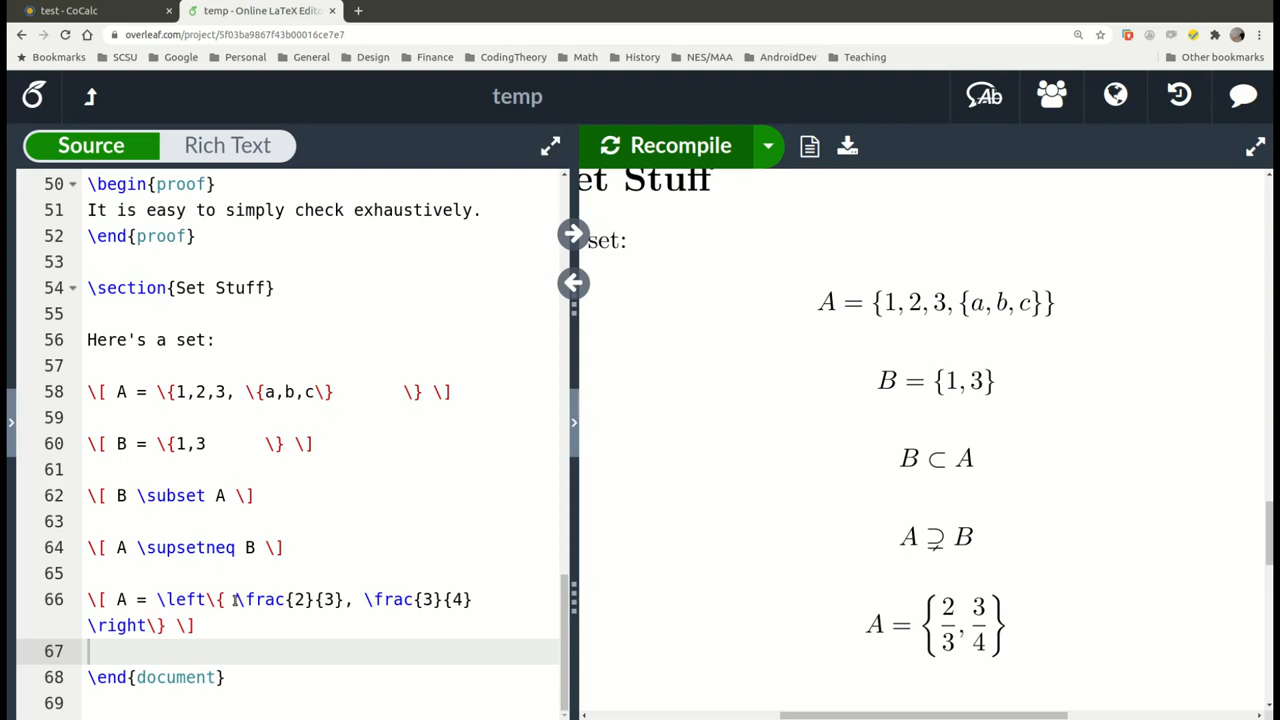 test - CoCalc
temp - Online LaTeX Edito
overleaf.com/project/5f03ba9867f43b00016ce7e7
Bookmarks SCSU Google Personal General Design Finance CodingTheory Math History NES/MAA AndroidDev Teaching Other bookmarks
temp
Source Rich Text
Recompile
50 \begin{proof}
51 It is easy to simply check exhaustively.
52 \end{proof}
53
54 \section{Set Stuff}
55
56 Here's a set:
57
58 \[ A = \{1,2,3, \{a,b,c\} \} \]
59
60 \[ B = \{1,3 \} \]
61
62 \[ B \subset A \]
63
64 \[ A \supsetneq B \]
65
66 \[ A = \left\{ \frac{2}{3}, \frac{3}{4}
\right\} \]
67
68 \end{document}
69
et Stuff
set:
A = {1, 2, 3, {a, b, c}}
B = {1, 3}
B ⊂ A
A ⊋ B
A = {2/3, 3/4}